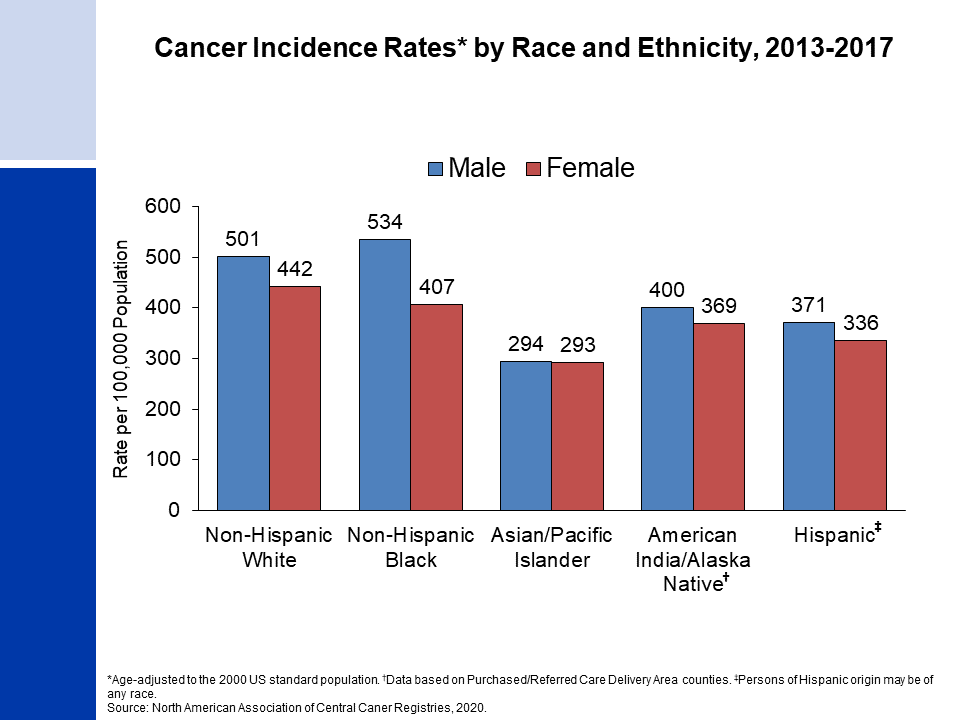 Cancer Incidence Rates* by Race and Ethnicity, 2013-2017
Male Female
Rate per 100,000 Population
600
500
400
300
200
100
0
501
442
534
407
294
293
400
369
371
336
Non-Hispanic
White
Non-Hispanic
Black
Asian/Pacific
Islander
American
India/Alaska
Native†
Hispanic‡
*Age-adjusted to the 2000 US standard population. †Data based on Purchased/Referred Care Delivery Area counties. ‡Persons of Hispanic origin may be of
any race.
Source: North American Association of Central Caner Registries, 2020.